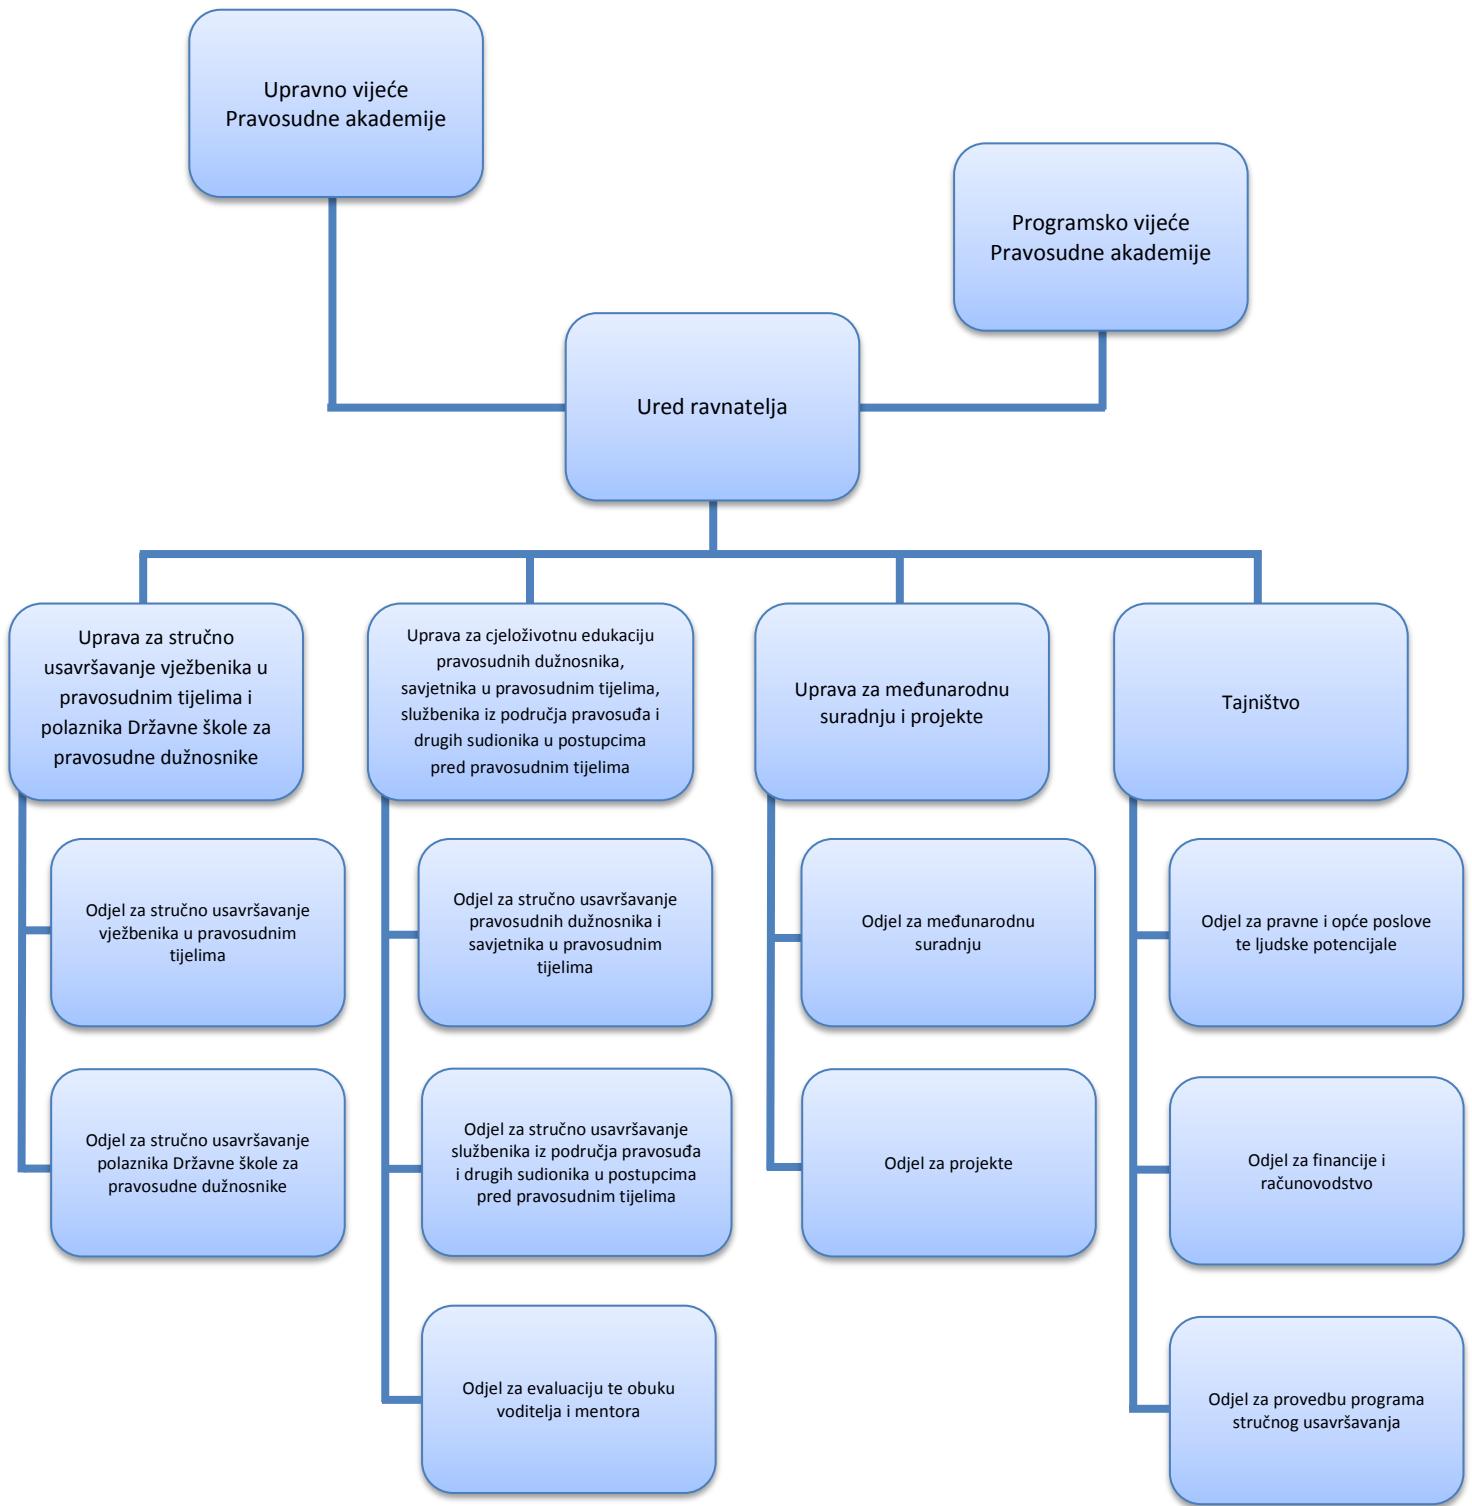 Upravno vijeće
Pravosudne akademije
Programsko vijeće
Pravosudne akademije
Ured ravnatelja
Uprava za stručno
usavršavanje vježbenika u
pravosudnim tijelima i
polaznika Državne škole za
pravosudne dužnosnike
Uprava za cjeloživotnu edukaciju
pravosudnih dužnosnika,
savjetnika u pravosudnim tijelima,
službenika iz područja pravosuđa i
drugih sudionika u postupcima
pred pravosudnim tijelima
Uprava za međunarodnu
suradnju i projekte
Tajništvo
Odjel za stručno usavršavanje
vježbenika u pravosudnim
tijelima
Odjel za stručno usavršavanje
pravosudnih dužnosnika i
savjetnika u pravosudnim
tijelima
Odjel za međunarodnu
suradnju
Odjel za pravne i opće poslove
te ljudske potencijale
Odjel za stručno usavršavanje
polaznika Državne škole za
pravosudne dužnosnike
Odjel za stručno usavršavanje
službenika iz područja pravosuđa
i drugih sudionika u postupcima
pred pravosudnim tijelima
Odjel za projekte
Odjel za financije i
računovodstvo
Odjel za evaluaciju te obuku
voditelja i mentora
Odjel za provedbu programa
stručnog usavršavanja